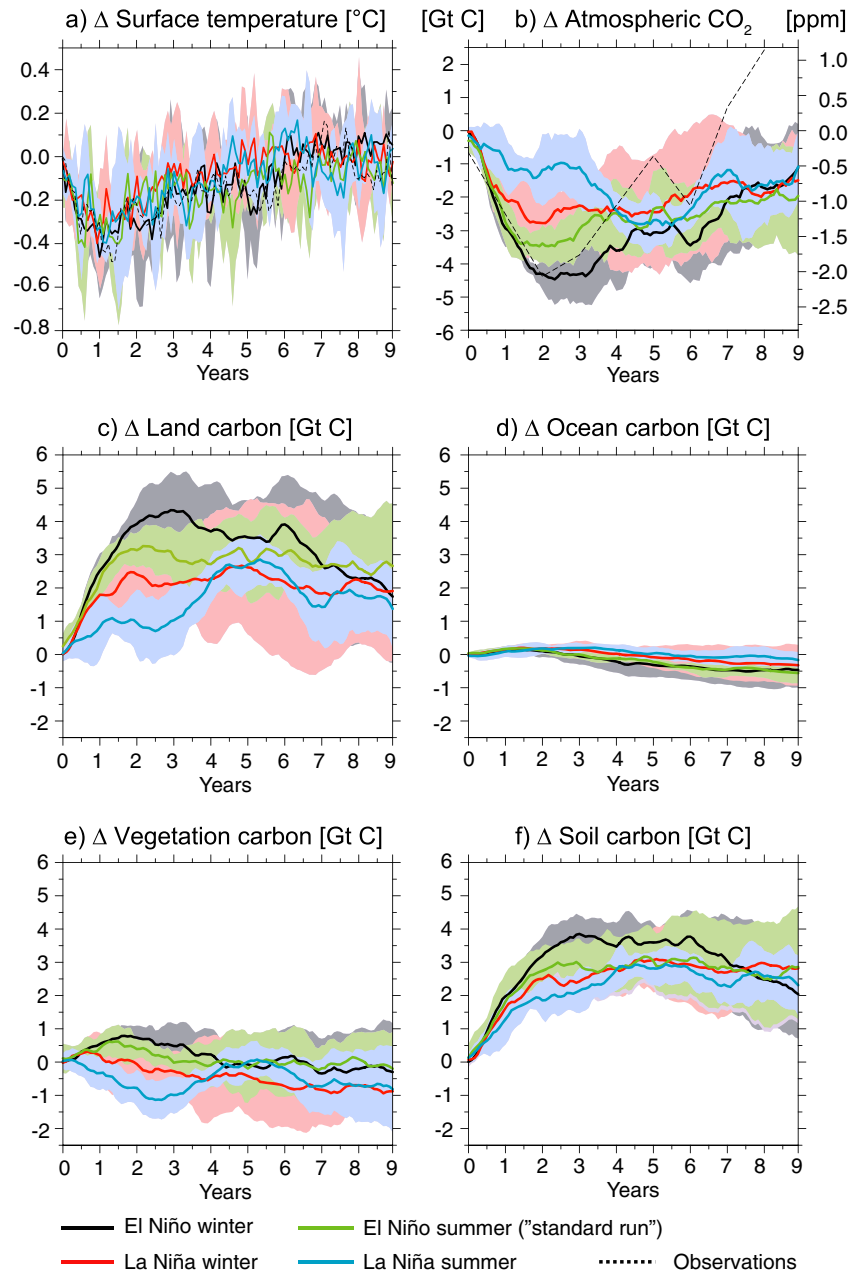 a) Δ Surface temperature [°C]
0.4
0.2
0.0
-0.2
-0.4
-0.6
-0.8
0 1 2 3 4 5 6 7 8 9
Years
[Gt C] b) Δ Atmospheric CO₂ [ppm]
2
1
0
-1
-2
-3
-4
-5
-6
1.0
0.5
0.0
-0.5
-1.0
-1.5
-2.0
-2.5
0 1 2 3 4 5 6 7 8 9
Years
c) Δ Land carbon [Gt C]
6
5
4
3
2
1
0
-1
-2
0 1 2 3 4 5 6 7 8 9
Years
d) Δ Ocean carbon [Gt C]
6
5
4
3
2
1
0
-1
-2
0 1 2 3 4 5 6 7 8 9
Years
e) Δ Vegetation carbon [Gt C]
6
5
4
3
2
1
0
-1
-2
0 1 2 3 4 5 6 7 8 9
Years
f) Δ Soil carbon [Gt C]
6
5
4
3
2
1
0
-1
-2
0 1 2 3 4 5 6 7 8 9
Years
El Niño winter
El Niño summer ("standard run")
La Niña winter
La Niña summer
Observations